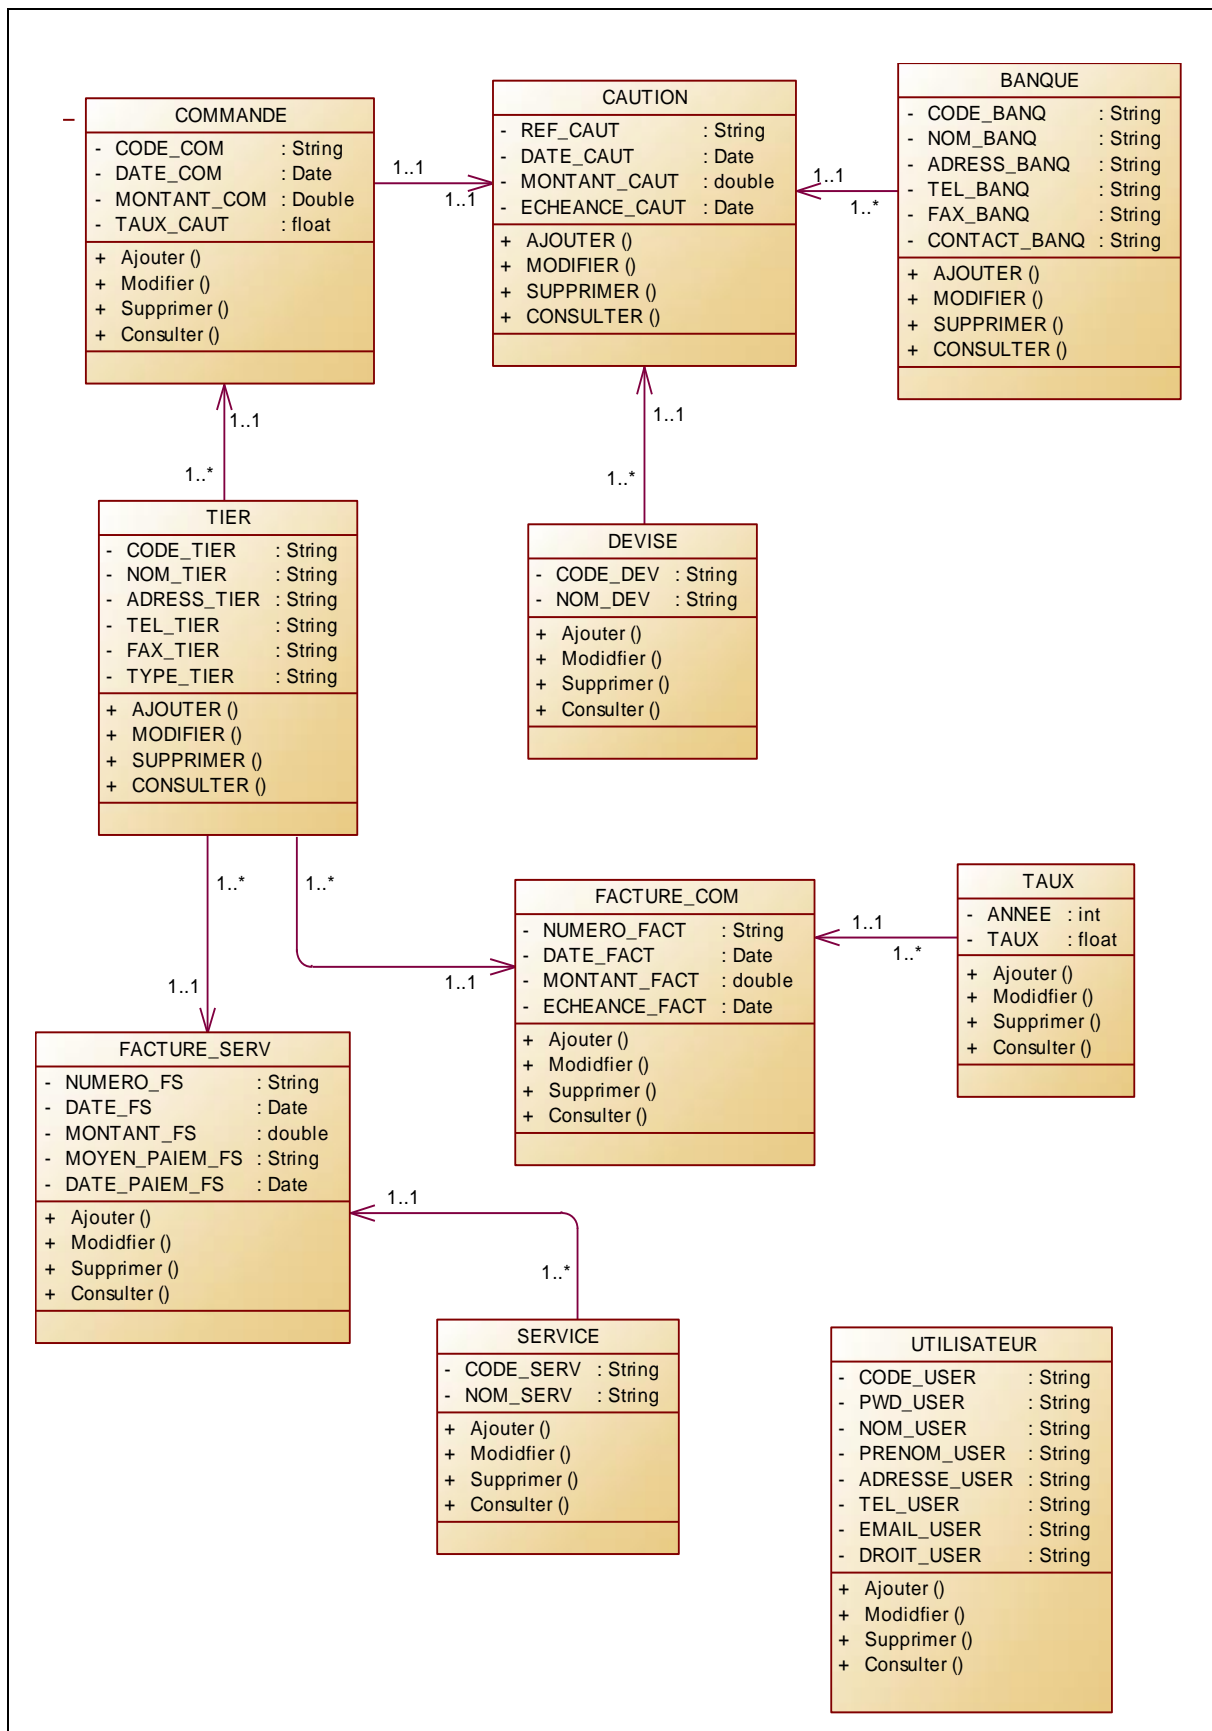 COMMANDE
- CODE_COM : String
- DATE_COM : Date
- MONTANT_COM : Double
- TAUX_CAUT : float
+ Ajouter ()
+ Modifier ()
+ Supprimer ()
+ Consulter ()
1..1
1..1
CAUTION
- REF_CAUT : String
- DATE_CAUT : Date
- MONTANT_CAUT : double
- ECHEANCE_CAUT : Date
+ AJOUTER ()
+ MODIFIER ()
+ SUPPRIMER ()
+ CONSULTER ()
1..1
1..*
BANQUE
- CODE_BANQ : String
- NOM_BANQ : String
- ADRESS_BANQ : String
- TEL_BANQ : String
- FAX_BANQ : String
- CONTACT_BANQ : String
+ AJOUTER ()
+ MODIFIER ()
+ SUPPRIMER ()
+ CONSULTER ()
1..1
1..*
1..1
1..*
TIER
- CODE_TIER : String
- NOM_TIER : String
- ADRESS_TIER : String
- TEL_TIER : String
- FAX_TIER : String
- TYPE_TIER : String
+ AJOUTER ()
+ MODIFIER ()
+ SUPPRIMER ()
+ CONSULTER ()
DEVISE
- CODE_DEV : String
- NOM_DEV : String
+ Ajouter ()
+ Modidfier ()
+ Supprimer ()
+ Consulter ()
1..*
1..*
1..1
1..1
FACTURE_COM
- NUMERO_FACT : String
- DATE_FACT : Date
- MONTANT_FACT : double
- ECHEANCE_FACT : Date
+ Ajouter ()
+ Modidfier ()
+ Supprimer ()
+ Consulter ()
1..1
1..*
TAUX
- ANNEE : int
- TAUX : float
+ Ajouter ()
+ Modidfier ()
+ Supprimer ()
+ Consulter ()
FACTURE_SERV
- NUMERO_FS : String
- DATE_FS : Date
- MONTANT_FS : double
- MOYEN_PAIEM_FS : String
- DATE_PAIEM_FS : Date
+ Ajouter ()
+ Modidfier ()
+ Supprimer ()
+ Consulter ()
1..1
1..*
SERVICE
- CODE_SERV : String
- NOM_SERV : String
+ Ajouter ()
+ Modidfier ()
+ Supprimer ()
+ Consulter ()
UTILISATEUR
- CODE_USER : String
- PWD_USER : String
- NOM_USER : String
- PRENOM_USER : String
- ADRESSE_USER : String
- TEL_USER : String
- EMAIL_USER : String
- DROIT_USER : String
+ Ajouter ()
+ Modidfier ()
+ Supprimer ()
+ Consulter ()